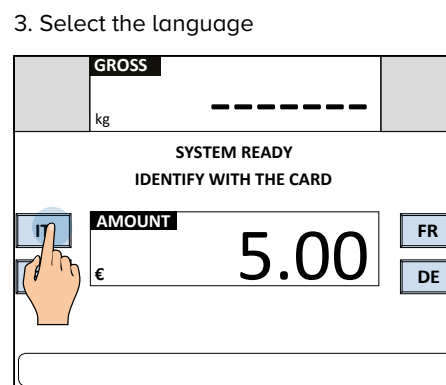 3. Select the language
GROSS
kg -------
SYSTEM READY
IDENTIFY WITH THE CARD
IT
AMOUNT
FR
€ 5.00
DE